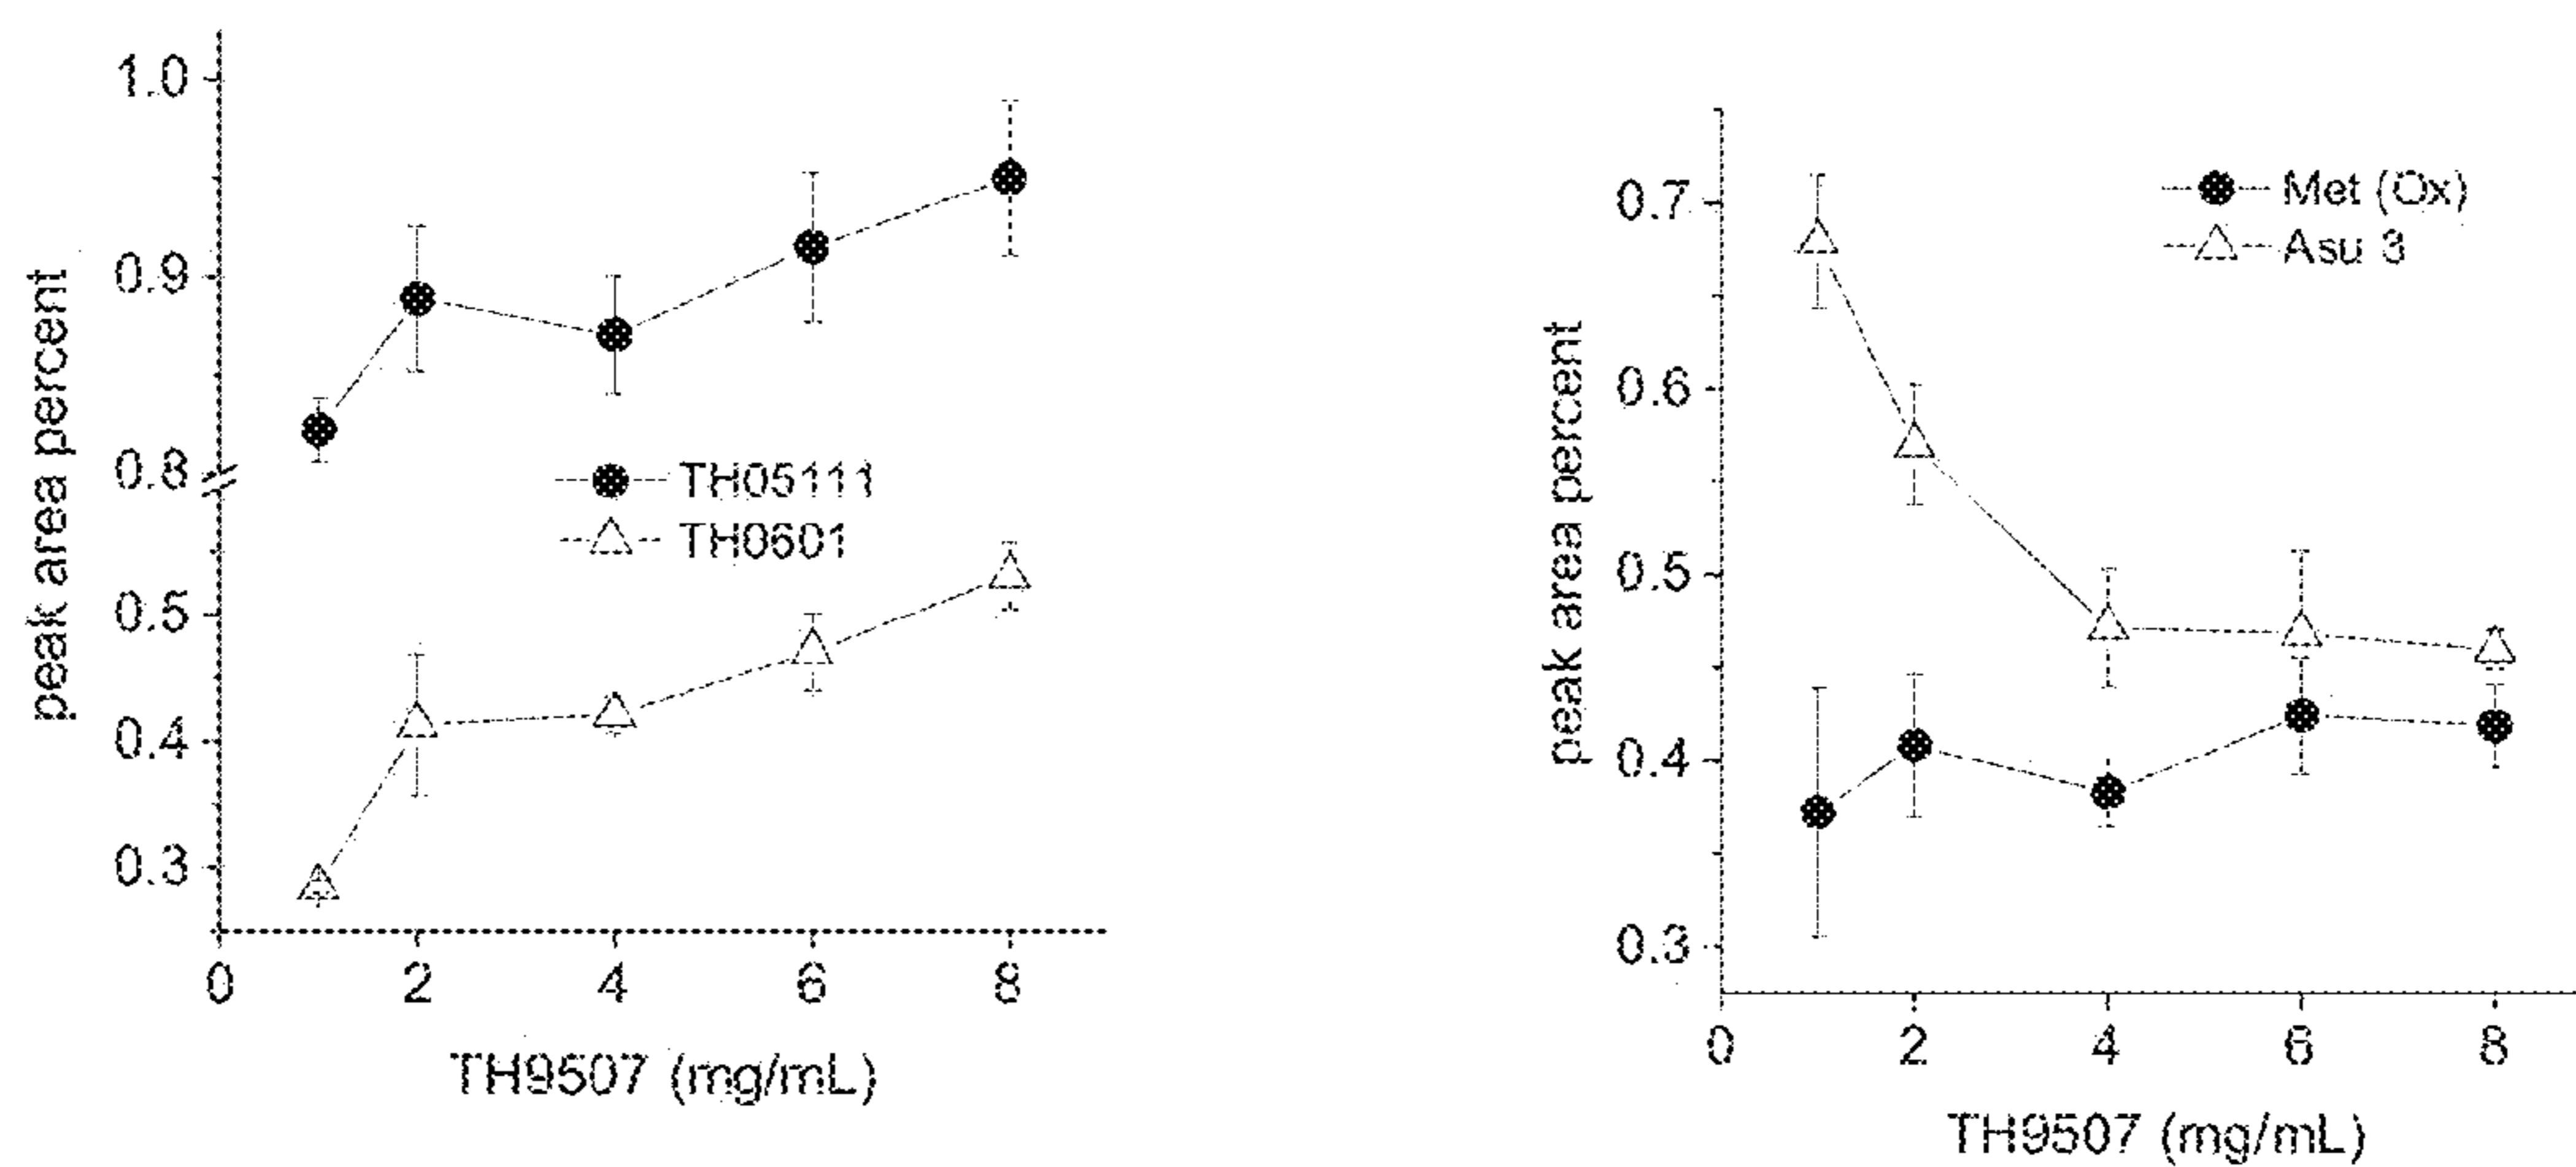 peak area percent
1.0
0.9
0.8
0.5
0.4
0.3
TH05111
TH0601
0 2 4 6 8
TH9507 (mg/mL)
peak area percent
0.7
0.6
0.5
0.4
0.3
Met (Ox)
Asu 3
0 2 4 6 8
TH9507 (mg/mL)